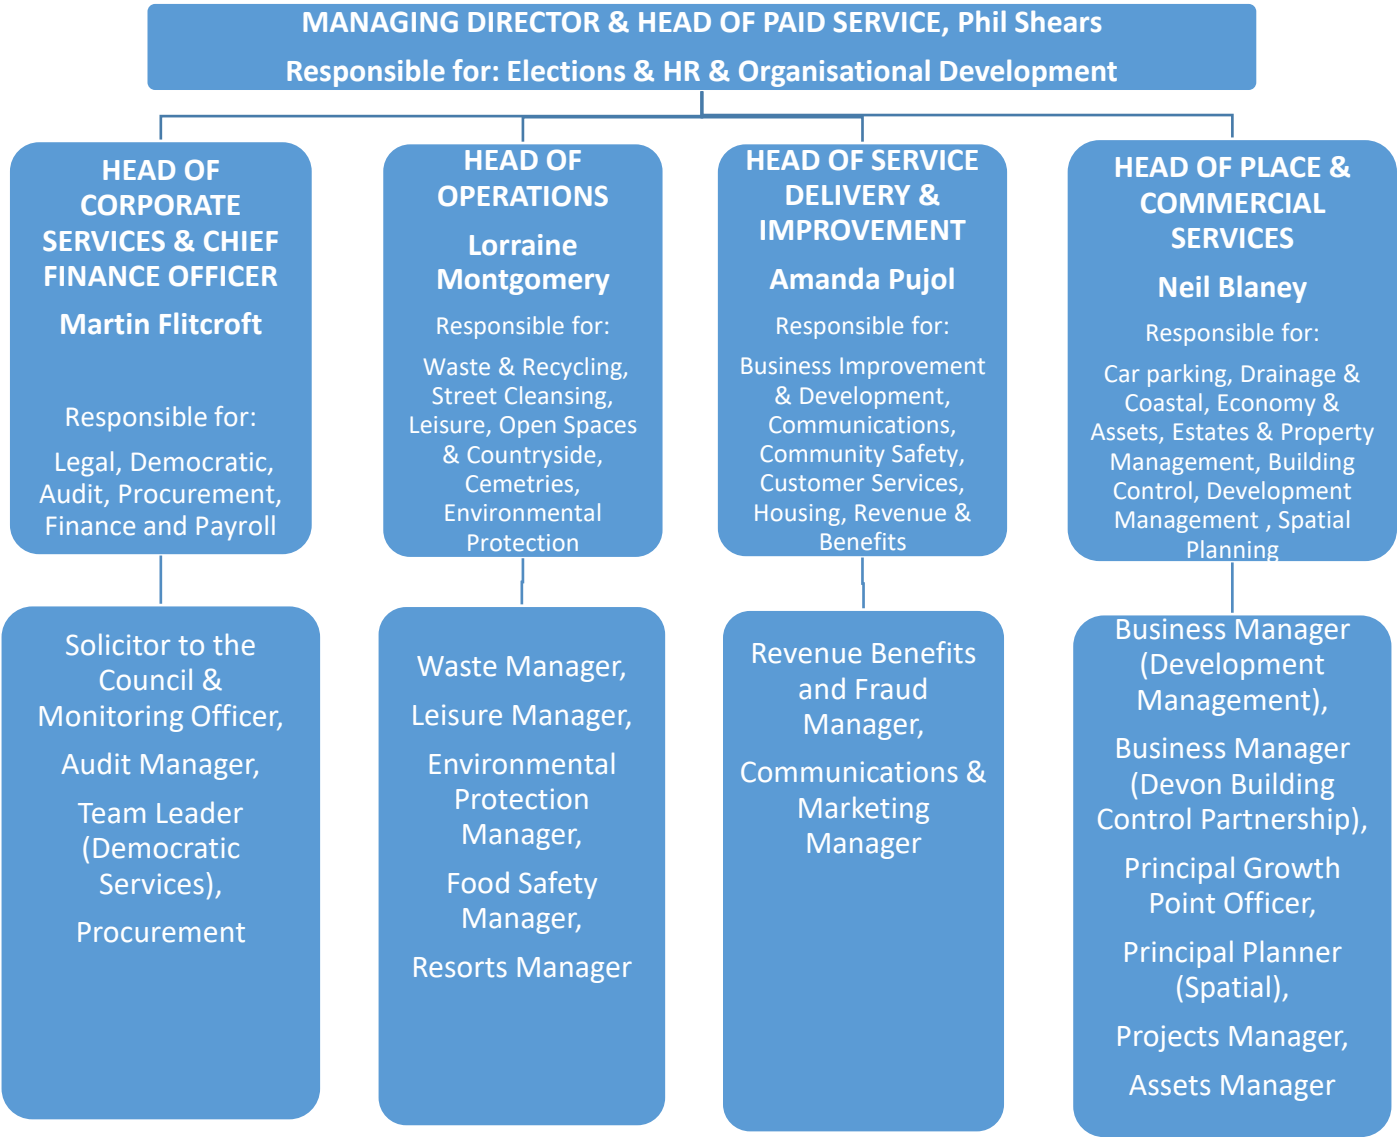 MANAGING DIRECTOR & HEAD OF PAID SERVICE, Phil Shears
Responsible for: Elections & HR & Organisational Development
HEAD OF
CORPORATE
SERVICES & CHIEF
FINANCE OFFICER
Martin Flitcroft
Responsible for:
Legal, Democratic,
Audit, Procurement,
Finance and Payroll
HEAD OF
OPERATIONS
Lorraine
Montgomery
Responsible for:
Waste & Recycling,
Street Cleansing,
Leisure, Open Spaces
& Countryside,
Cemetries,
Environmental
Protection
HEAD OF SERVICE
DELIVERY &
IMPROVEMENT
Amanda Pujol
Responsible for:
Business Improvement
& Development,
Communications,
Community Safety,
Customer Services,
Housing, Revenue &
Benefits
HEAD OF PLACE &
COMMERCIAL
SERVICES
Neil Blaney
Responsible for:
Car parking, Drainage &
Coastal, Economy &
Assets, Estates & Property
Management, Building
Control, Development
Management , Spatial
Planning
Solicitor to the
Council &
Monitoring Officer,
Audit Manager,
Team Leader
(Democratic
Services),
Procurement
Waste Manager,
Leisure Manager,
Environmental
Protection
Manager,
Food Safety
Manager,
Resorts Manager
Revenue Benefits
and Fraud
Manager,
Communications &
Marketing
Manager
Business Manager
(Development
Management),
Business Manager
(Devon Building
Control Partnership),
Principal Growth
Point Officer,
Principal Planner
(Spatial),
Projects Manager,
Assets Manager